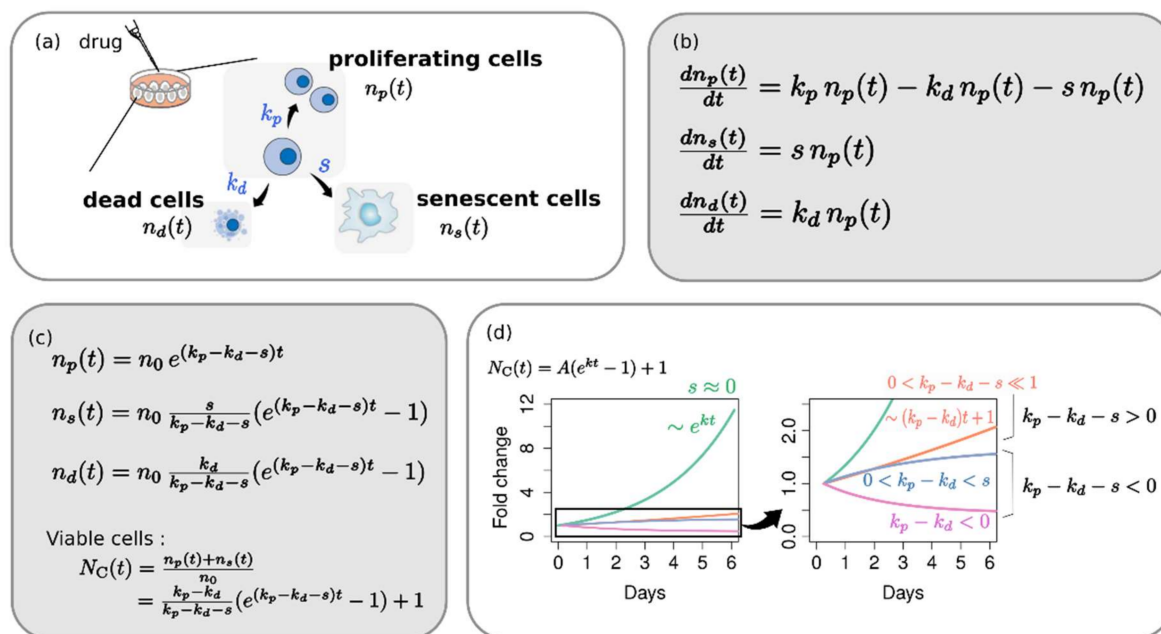 (a) drug
proliferating cells
n_p(t)
k_p
s
k_d
dead cells
n_d(t)
senescent cells
n_s(t)
(b)
dn_p(t)/dt = k_p n_p(t) − k_d n_p(t) − s n_p(t)
dn_s(t)/dt = s n_p(t)
dn_d(t)/dt = k_d n_p(t)
(c)
n_p(t) = n_0 e^{(k_p−k_d−s)t}
n_s(t) = n_0 s/(k_p−k_d−s) (e^{(k_p−k_d−s)t} − 1)
n_d(t) = n_0 k_d/(k_p−k_d−s) (e^{(k_p−k_d−s)t} − 1)
Viable cells :
N_C(t) = (n_p(t)+n_s(t))/n_0
= (k_p−k_d)/(k_p−k_d−s) (e^{(k_p−k_d−s)t} − 1) + 1
(d)
N_C(t) = A(e^{kt} − 1) + 1
s ≈ 0
∼ e^{kt}
Fold change
12
8
4
2
0
0 1 2 3 4 5 6
Days
0 < k_p − k_d − s ≪ 1
∼ (k_p − k_d)t + 1
0 < k_p − k_d < s
k_p − k_d < 0
k_p − k_d − s > 0
k_p − k_d − s < 0
2.0
1.0
0.0
0 1 2 3 4 5 6
Days